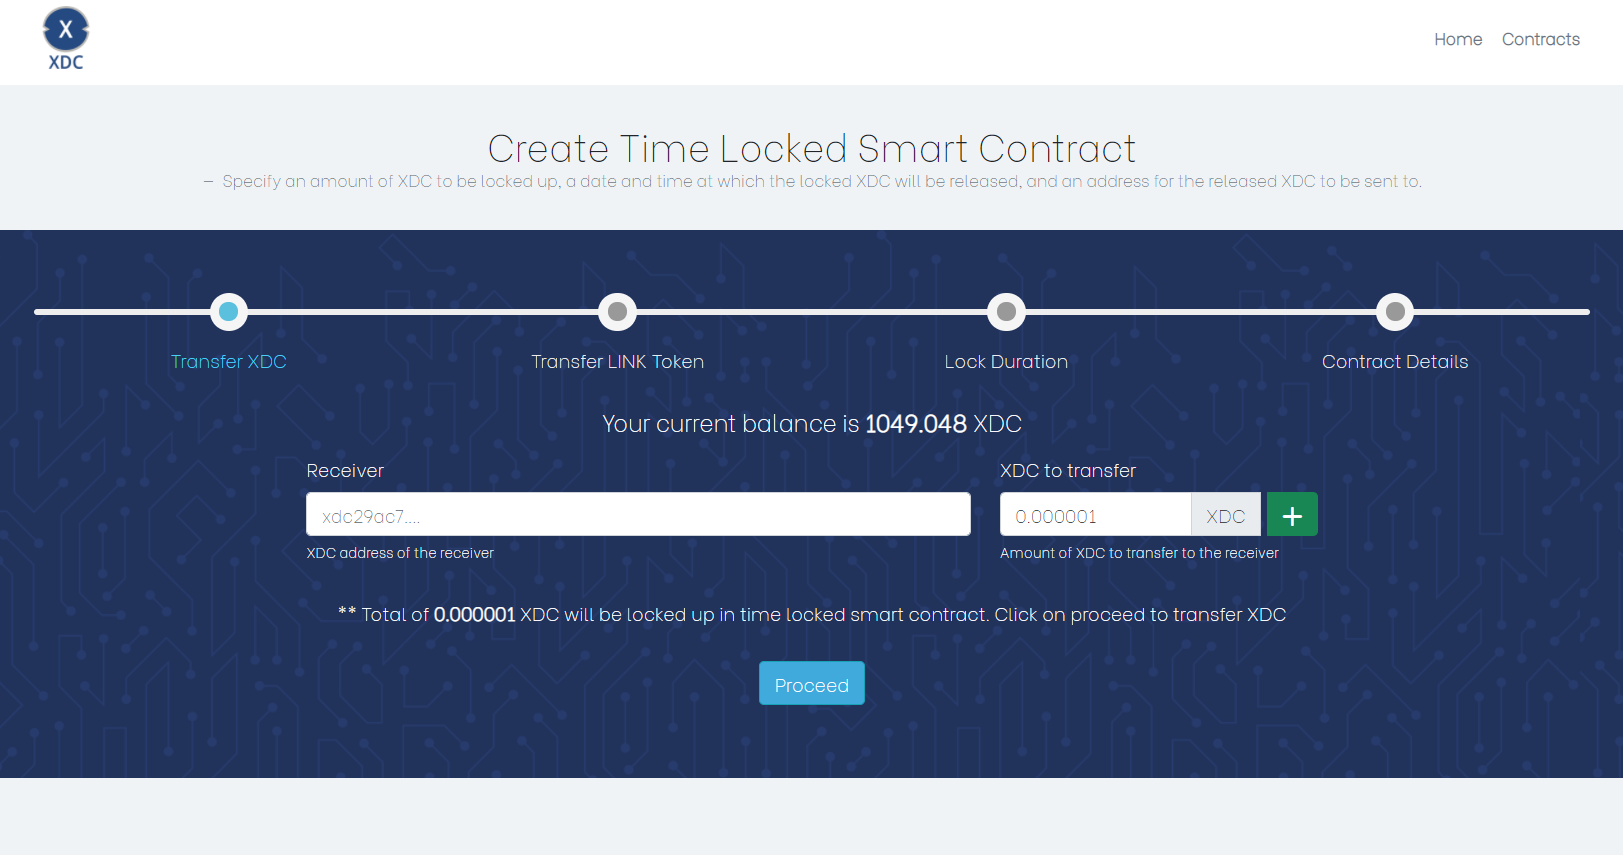 X
XDC
Home Contracts
Create Time Locked Smart Contract
– Specify an amount of XDC to be locked up, a date and time at which the locked XDC will be released, and an address for the released XDC to be sent to.
Transfer XDC Transfer LINK Token Lock Duration Contract Details
Your current balance is 1049.048 XDC
Receiver XDC to transfer
xdc29ac7.... 0.000001 XDC +
XDC address of the receiver Amount of XDC to transfer to the receiver
** Total of 0.000001 XDC will be locked up in time locked smart contract. Click on proceed to transfer XDC
Proceed